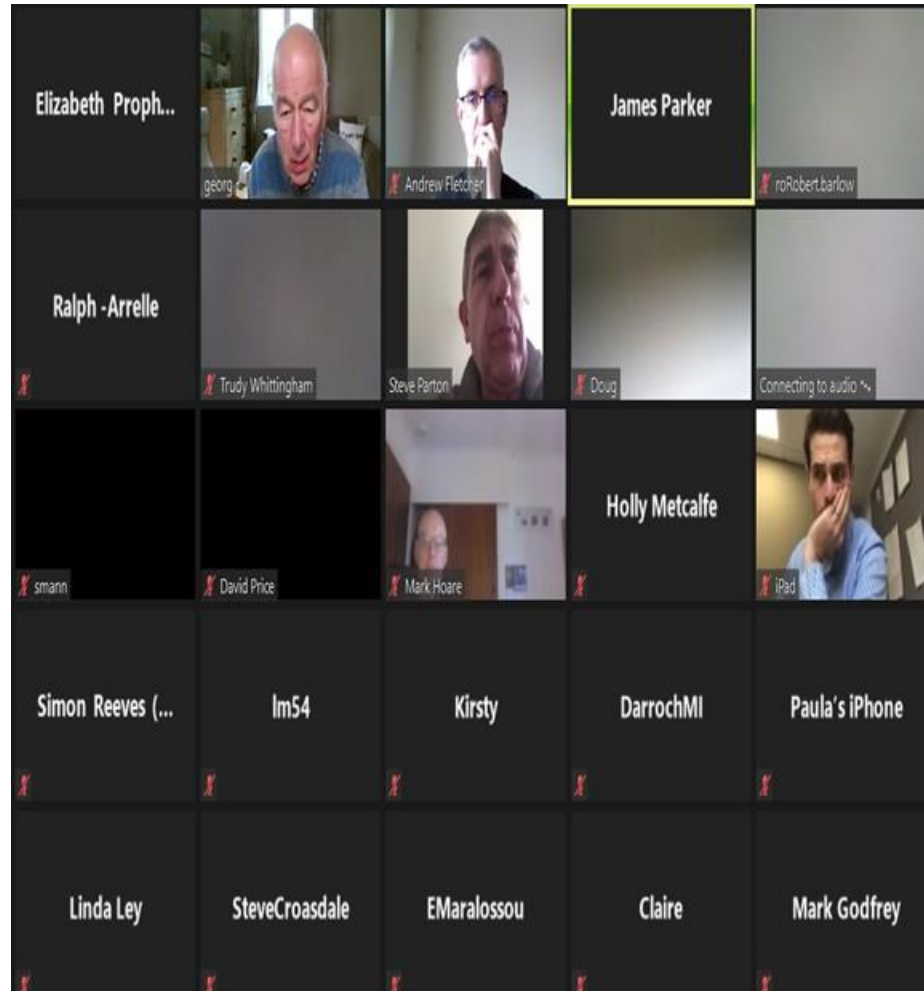 Elizabeth Proph...
georg
Andrew Fletcher
James Parker
roRobert.barlow
Ralph -Arrelle
Trudy Whittingham
Steve Parton
Doug
Connecting to audio
smann
David Price
Mark Hoare
Holly Metcalfe
iPad
Simon Reeves (...
lm54
Kirsty
DarrochMI
Paula's iPhone
Linda Ley
SteveCroasdale
EMaralossou
Claire
Mark Godfrey